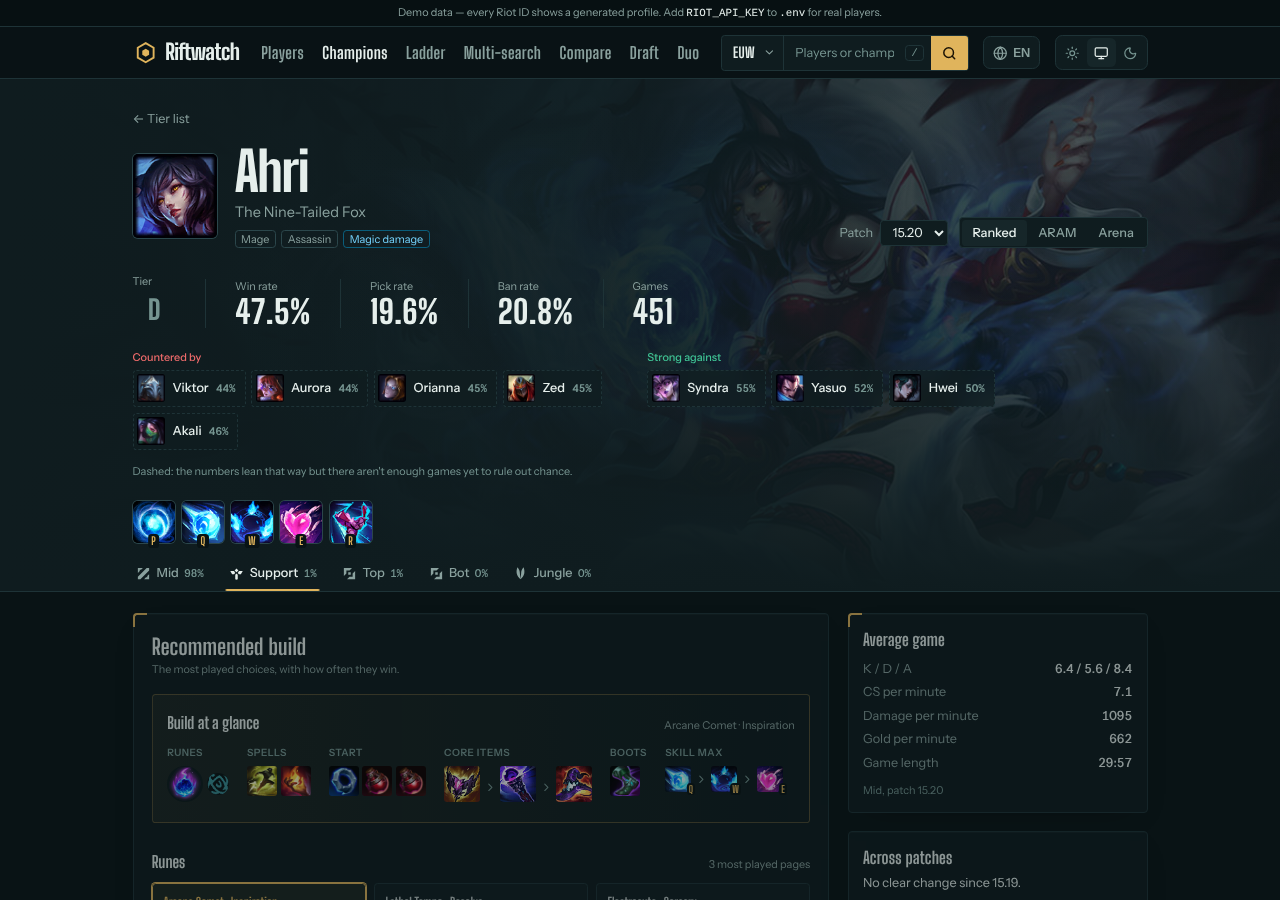 Demo data — every Riot ID shows a generated profile. Add RIOT_API_KEY to .env for real players.
Riftwatch Players Champions Ladder Multi-search Compare Draft Duo EUW Players or champ / EN
← Tier list
Ahri
The Nine-Tailed Fox
Mage Assassin Magic damage
Patch 15.20 Ranked ARAM Arena
Tier Win rate Pick rate Ban rate Games
D 47.5% 19.6% 20.8% 451
Countered by Strong against
Viktor 44% Aurora 44% Orianna 45% Zed 45% Syndra 55% Yasuo 52% Hwei 50%
Akali 46%
Dashed: the numbers lean that way but there aren't enough games yet to rule out chance.
P Q W E R
Mid 98% Support 1% Top 1% Bot 0% Jungle 0%
Recommended build
The most played choices, with how often they win.
Build at a glance Arcane Comet · Inspiration
RUNES SPELLS START CORE ITEMS BOOTS SKILL MAX
Q W E
Runes 3 most played pages
Average game
K / D / A 6.4 / 5.6 / 8.4
CS per minute 7.1
Damage per minute 1095
Gold per minute 662
Game length 29:57
Mid, patch 15.20
Across patches
No clear change since 15.19.